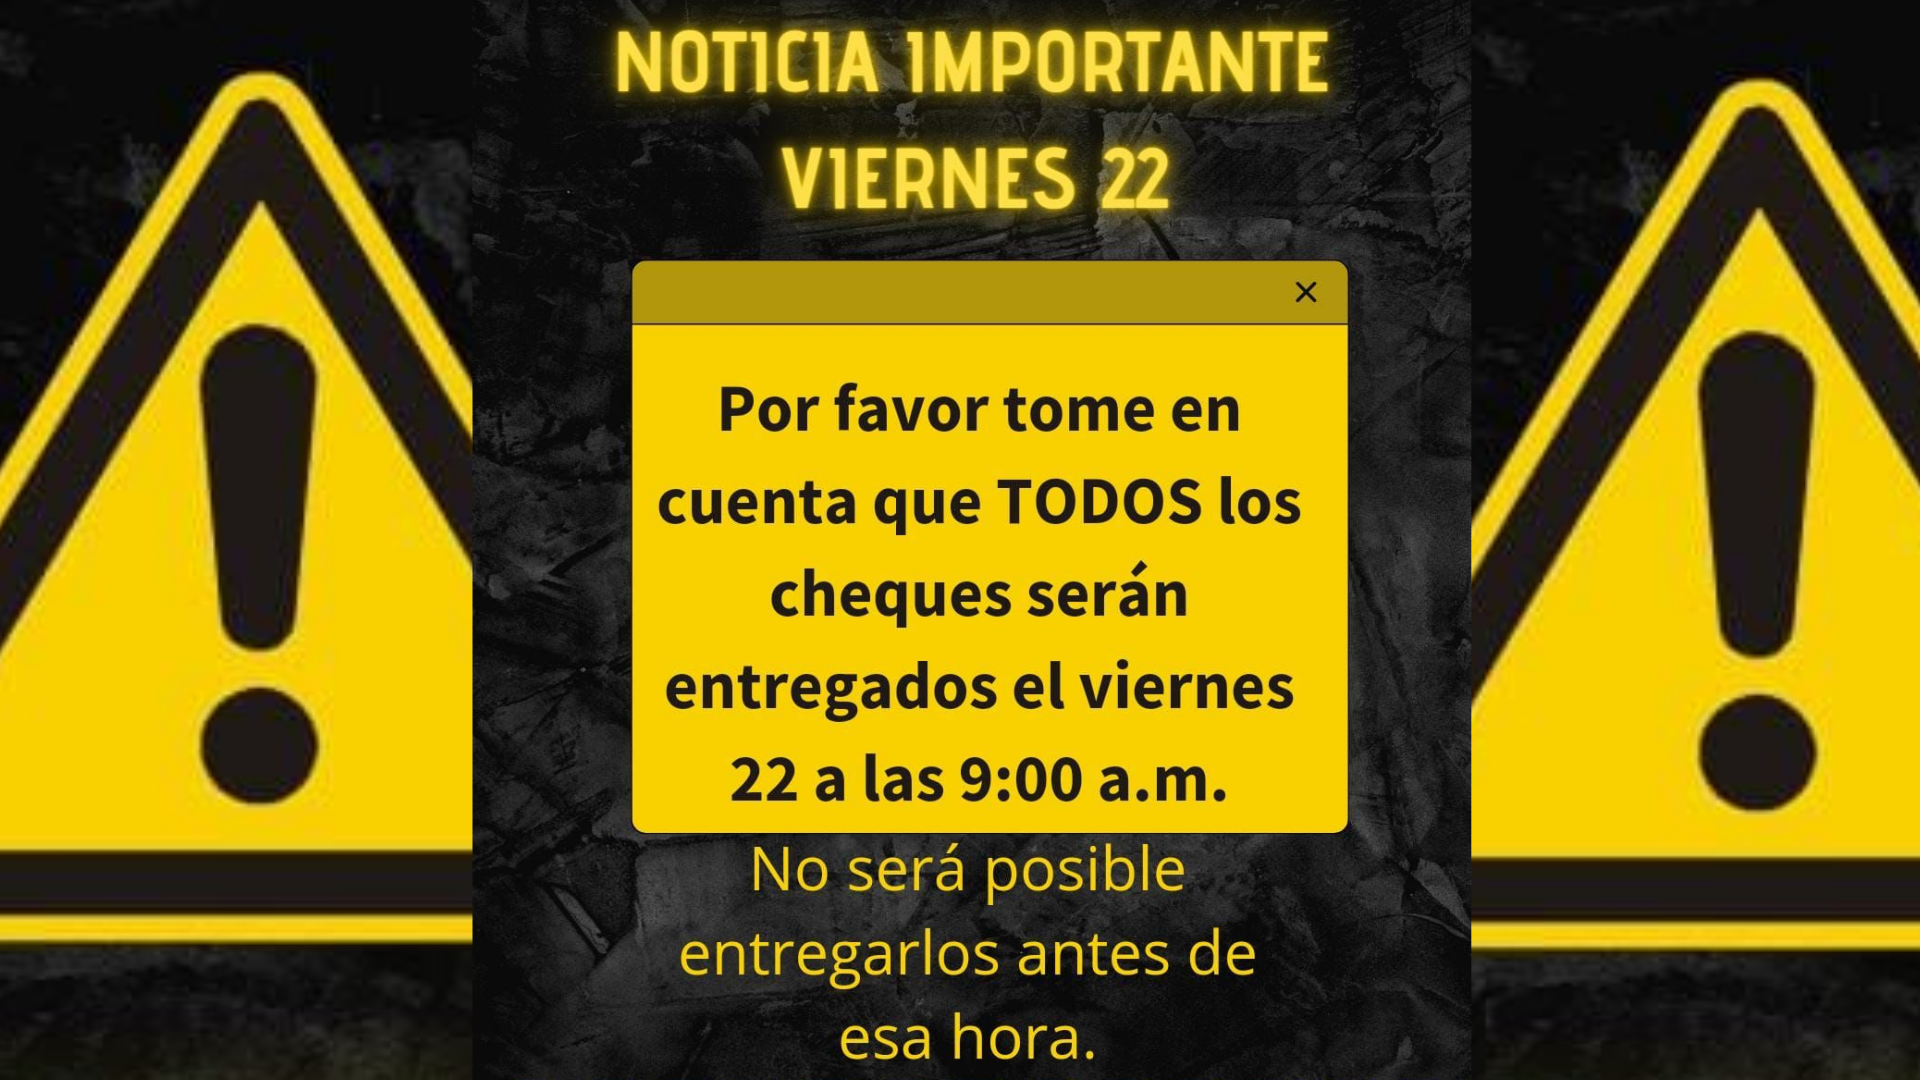 NOTICIA IMPORTANTE
VIERNES 22
Por favor tome en
cuenta que TODOS los
cheques serán
entregados el viernes
22 a las 9:00 a.m.
No será posible
entregarlos antes de
esa hora.